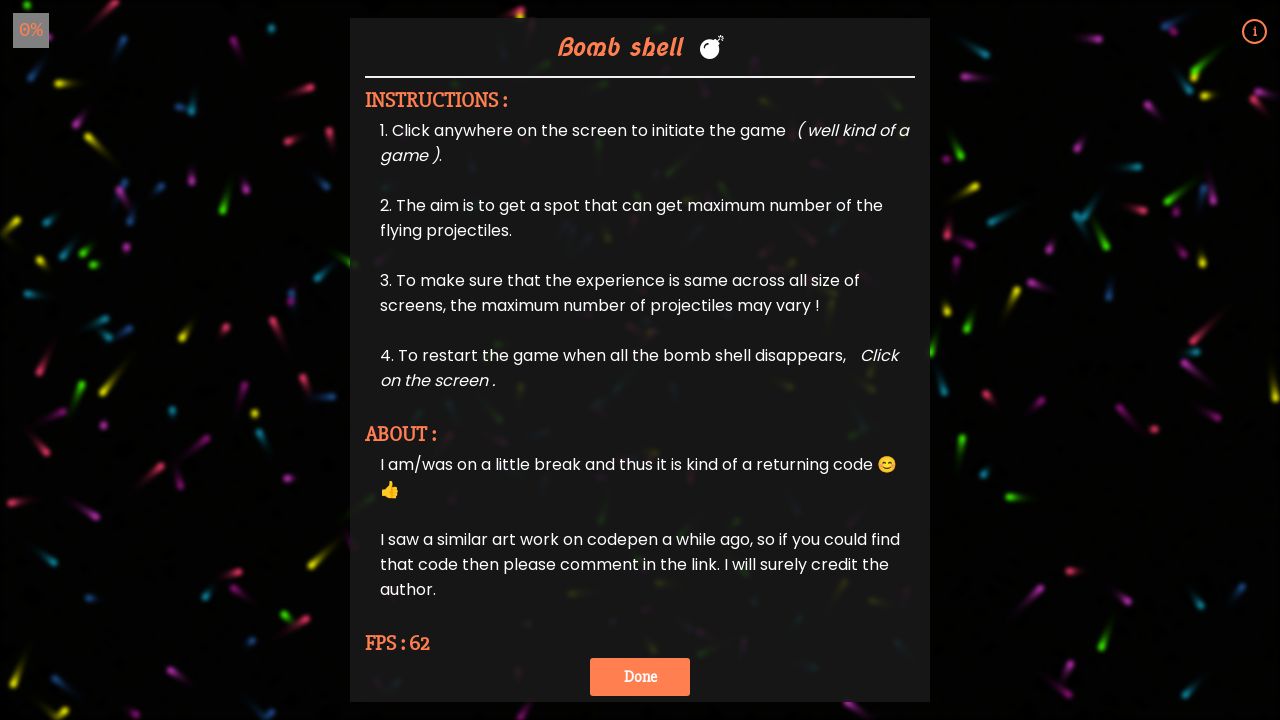 0%
Bomb shell 💣
i
INSTRUCTIONS :
1. Click anywhere on the screen to initiate the game ( well kind of a
game ).
2. The aim is to get a spot that can get maximum number of the
flying projectiles.
3. To make sure that the experience is same across all size of
screens, the maximum number of projectiles may vary !
4. To restart the game when all the bomb shell disappears, Click
on the screen .
ABOUT :
I am/was on a little break and thus it is kind of a returning code 😊
👍
I saw a similar art work on codepen a while ago, so if you could find
that code then please comment in the link. I will surely credit the
author.
FPS : 62
Done